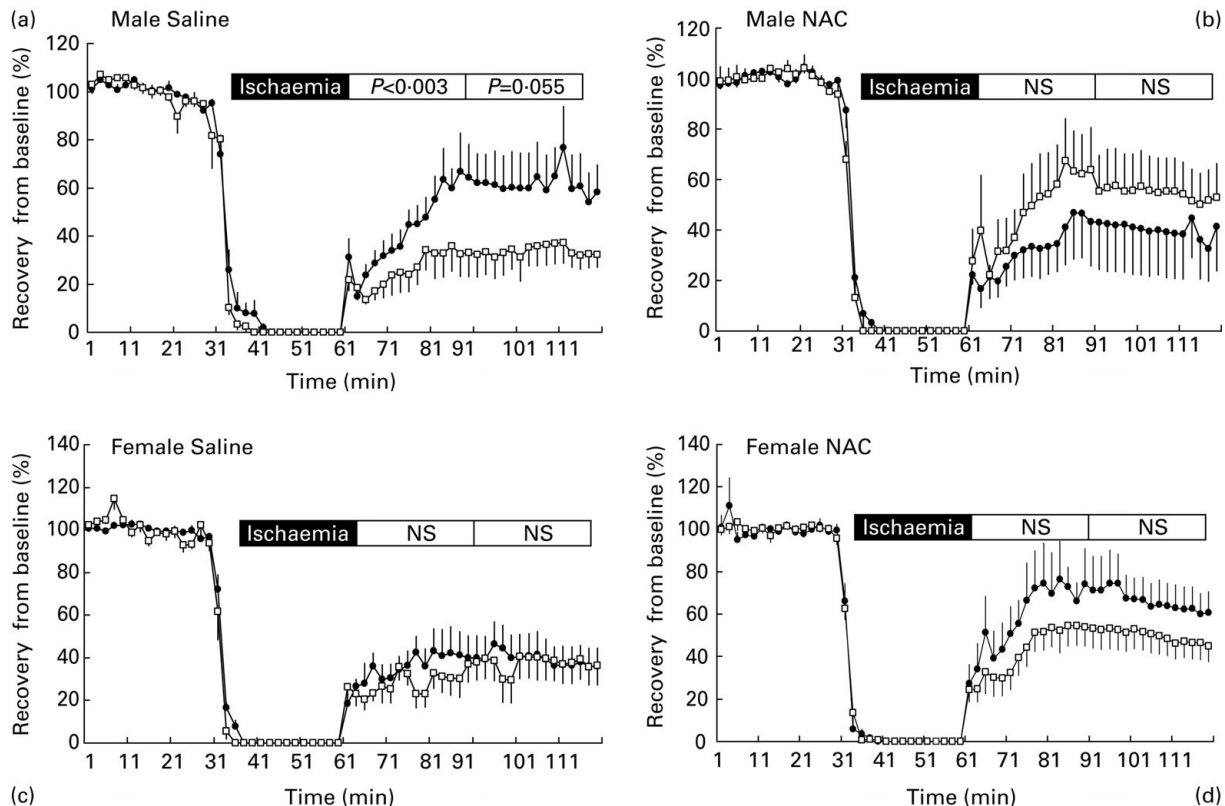 (a) Male Saline
Recovery from baseline (%)
120
100
80
60
40
20
0
Ischaemia P<0·003 P=0·055
1 11 21 31 41 51 61 71 81 91 101 111
Time (min)
Male NAC (b)
Recovery from baseline (%)
120
100
80
60
40
20
0
Ischaemia NS NS
1 11 21 31 41 51 61 71 81 91 101 111
Time (min)
Female Saline
Recovery from baseline (%)
140
120
100
80
60
40
20
0
Ischaemia NS NS
1 11 21 31 41 51 61 71 81 91 101 111
(c) Time (min)
Female NAC
Recovery from baseline (%)
140
120
100
80
60
40
20
0
Ischaemia NS NS
1 11 21 31 41 51 61 71 81 91 101 111
Time (min) (d)